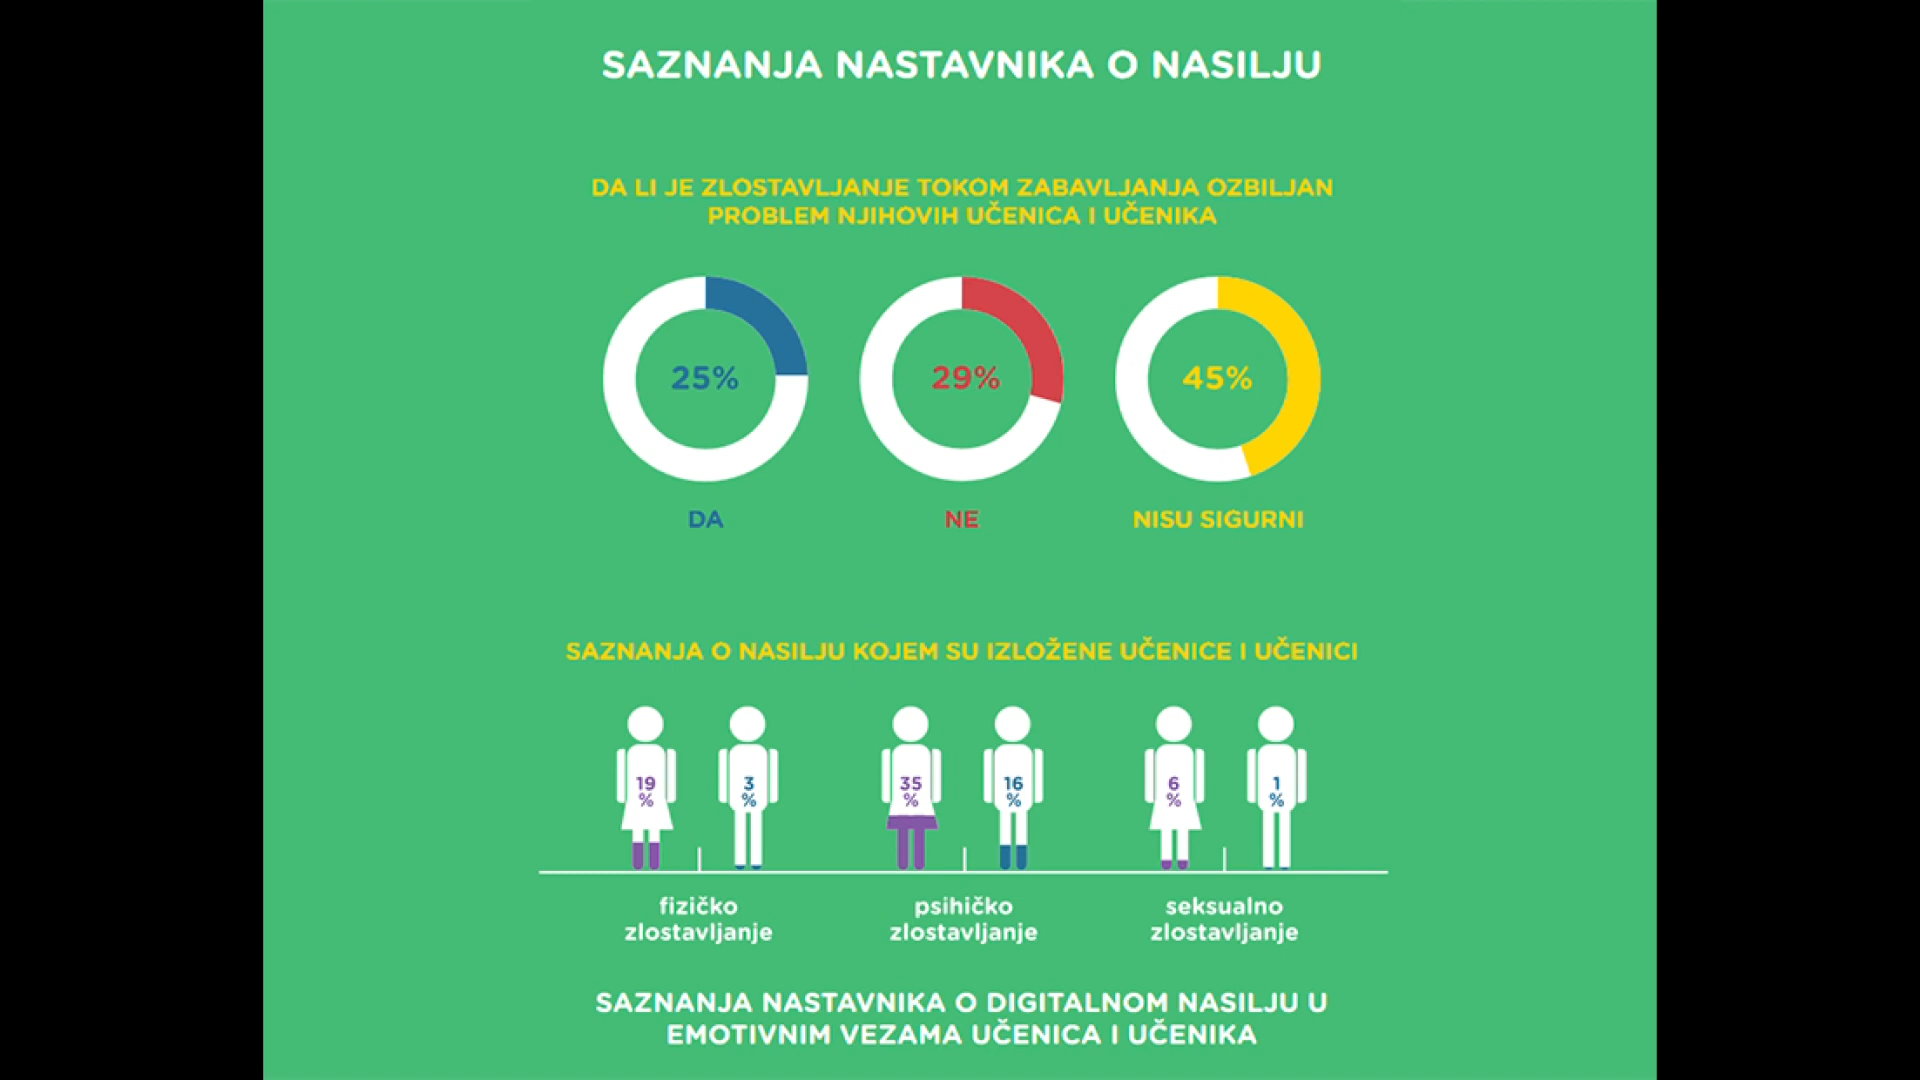 SAZNANJA NASTAVNIKA O NASILJU
DA LI JE ZLOSTAVLJANJE TOKOM ZABAVLJANJA OZBILJAN
PROBLEM NJIHOVIH UČENICA I UČENIKA
25% 29% 45%
DA NE NISU SIGURNI
SAZNANJA O NASILJU KOJEM SU IZLOŽENE UČENICE I UČENICI
19 3 35 16 6 1
% % % % % %
fizičko psihičko seksualno
zlostavljanje zlostavljanje zlostavljanje
SAZNANJA NASTAVNIKA O DIGITALNOM NASILJU U
EMOTIVNIM VEZAMA UČENICA I UČENIKA